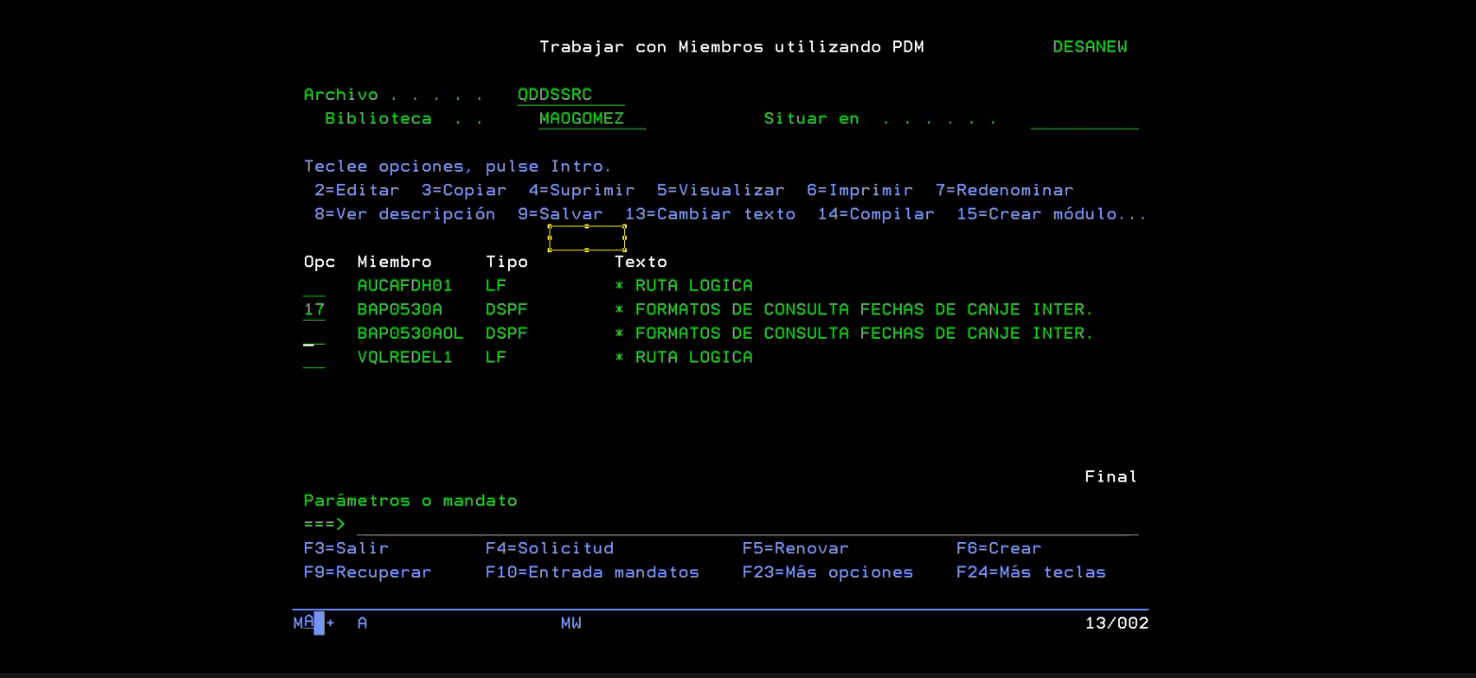 Trabajar con Miembros utilizando PDM DESANEW
Archivo . . . . . QDDSSRC
Biblioteca . . MAOGOMEZ Situar en . . . . . .
Teclee opciones, pulse Intro.
2=Editar 3=Copiar 4=Suprimir 5=Visualizar 6=Imprimir 7=Redenominar
8=Ver descripción 9=Salvar 13=Cambiar texto 14=Compilar 15=Crear módulo...
Opc Miembro Tipo Texto
AUCAFDH01 LF * RUTA LOGICA
17 BAP0530A DSPF * FORMATOS DE CONSULTA FECHAS DE CANJE INTER.
BAP0530AOL DSPF * FORMATOS DE CONSULTA FECHAS DE CANJE INTER.
VQLREDEL1 LF * RUTA LOGICA
Final
Parámetros o mandato
===>
F3=Salir F4=Solicitud F5=Renovar F6=Crear
F9=Recuperar F10=Entrada mandatos F23=Más opciones F24=Más teclas
MA + A MW 13/002